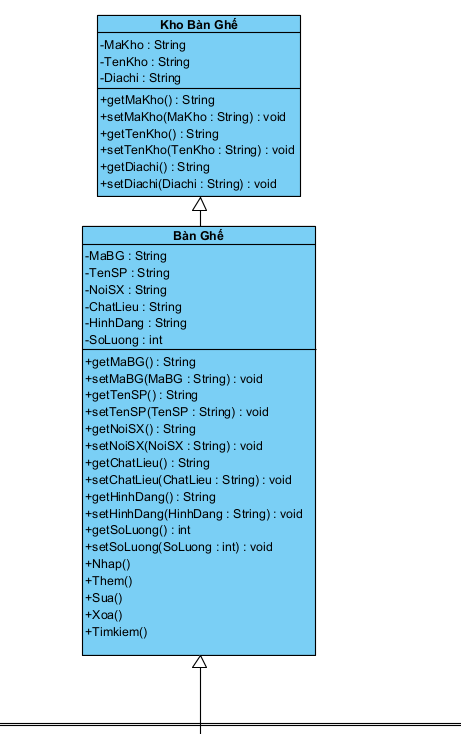 Kho Bàn Ghế
-MaKho : String
-TenKho : String
-Diachi : String
+getMaKho() : String
+setMaKho(MaKho : String) : void
+getTenKho() : String
+setTenKho(TenKho : String) : void
+getDiachi() : String
+setDiachi(Diachi : String) : void
Bàn Ghế
-MaBG : String
-TenSP : String
-NoiSX : String
-ChatLieu : String
-HinhDang : String
-SoLuong : int
+getMaBG() : String
+setMaBG(MaBG : String) : void
+getTenSP() : String
+setTenSP(TenSP : String) : void
+getNoiSX() : String
+setNoiSX(NoiSX : String) : void
+getChatLieu() : String
+setChatLieu(ChatLieu : String) : void
+getHinhDang() : String
+setHinhDang(HinhDang : String) : void
+getSoLuong() : int
+setSoLuong(SoLuong : int) : void
+Nhap()
+Them()
+Sua()
+Xoa()
+Timkiem()